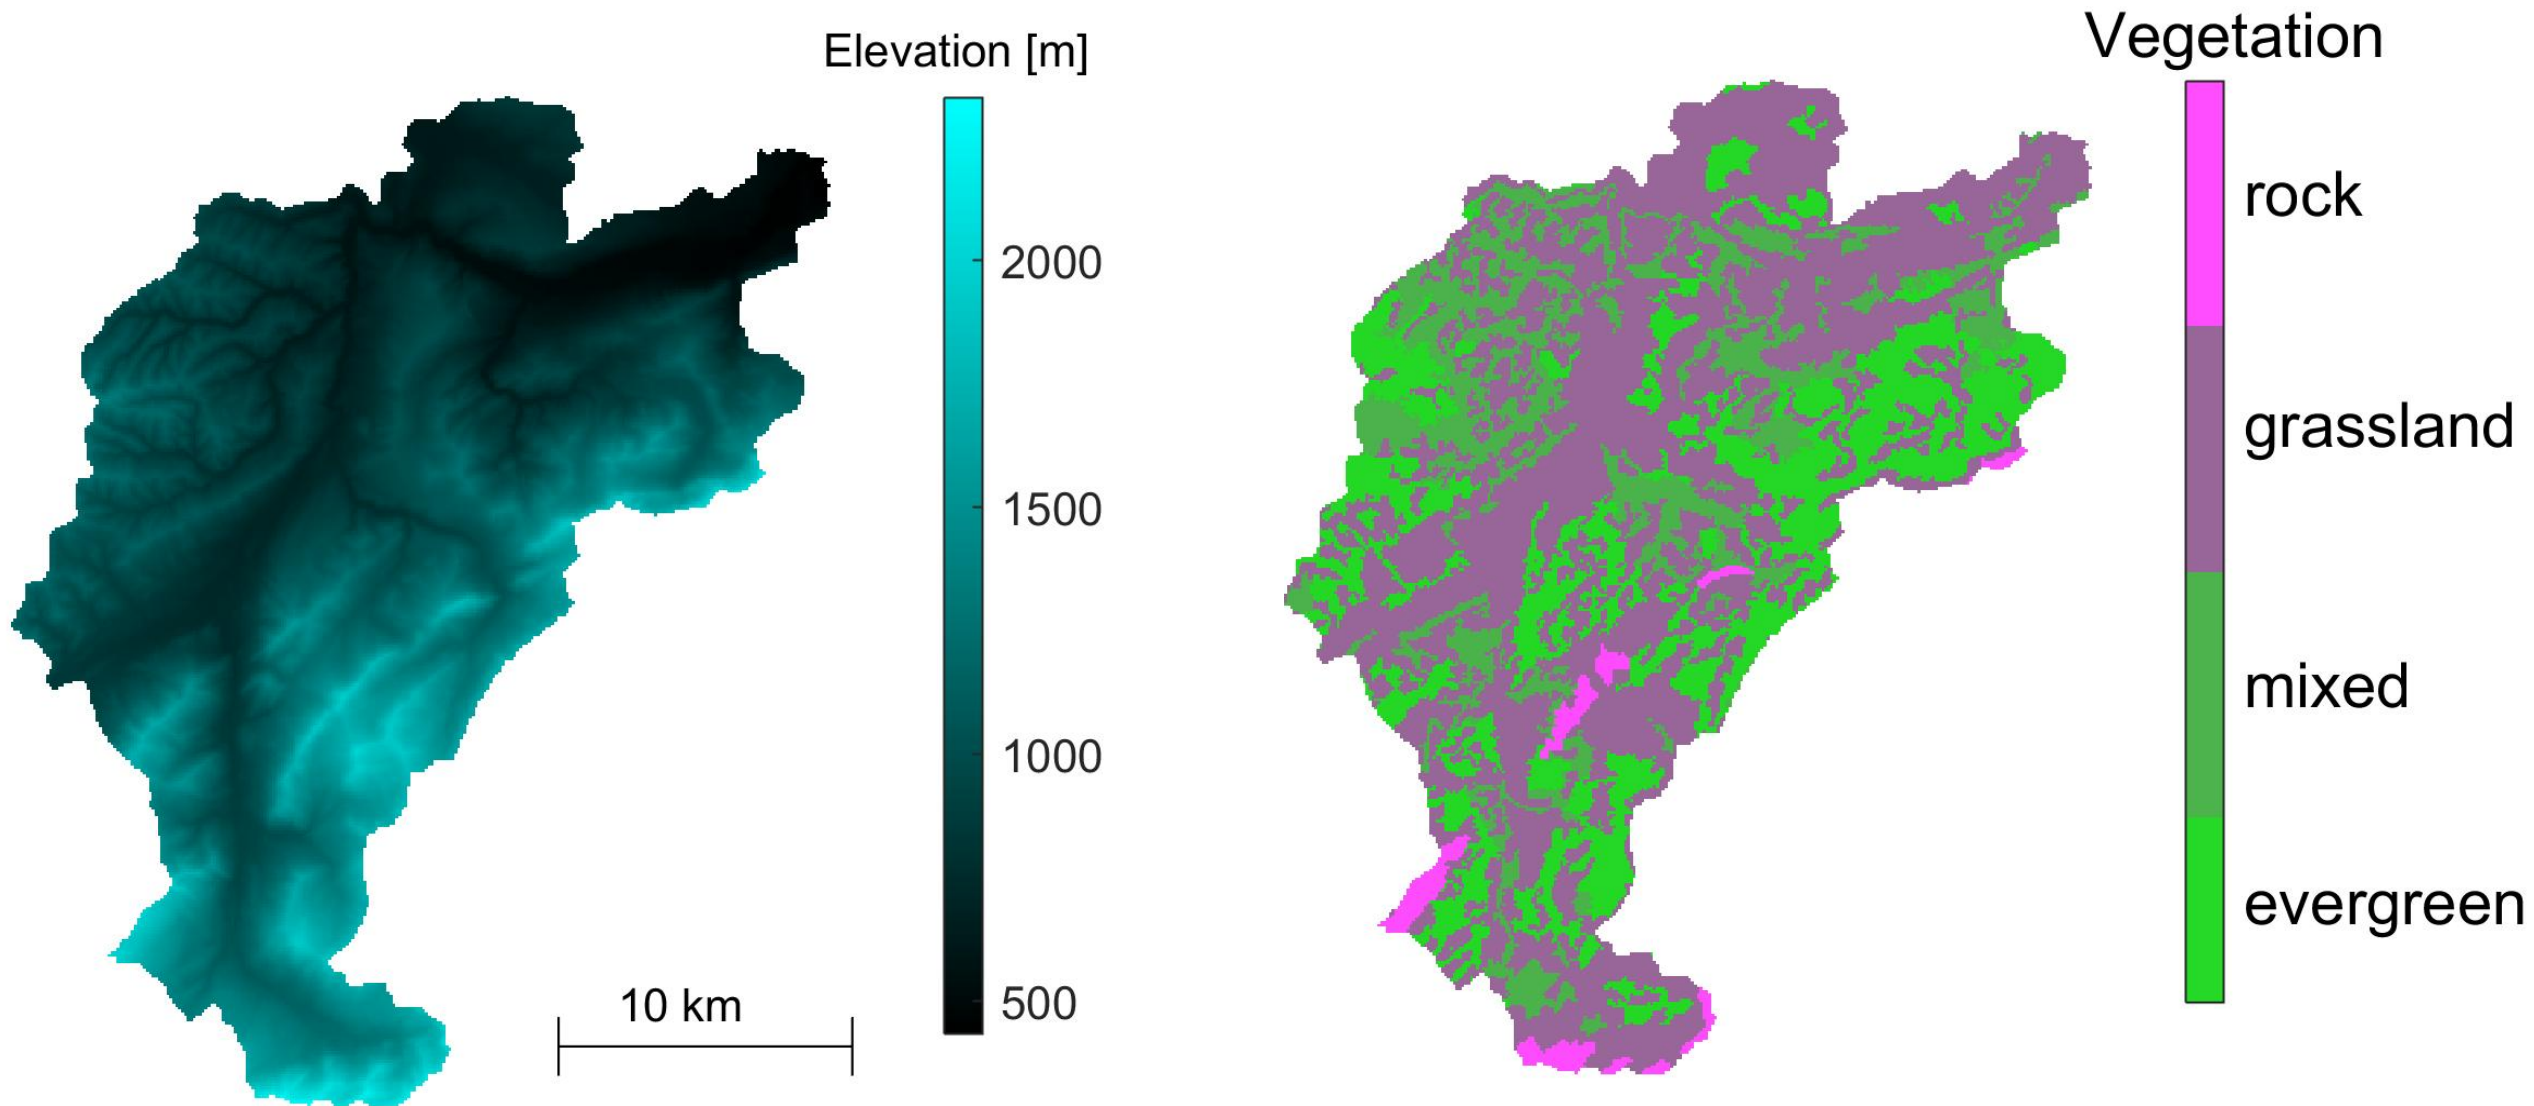 Elevation [m]
2000
1500
1000
500
10 km
Vegetation
rock
grassland
mixed
evergreen